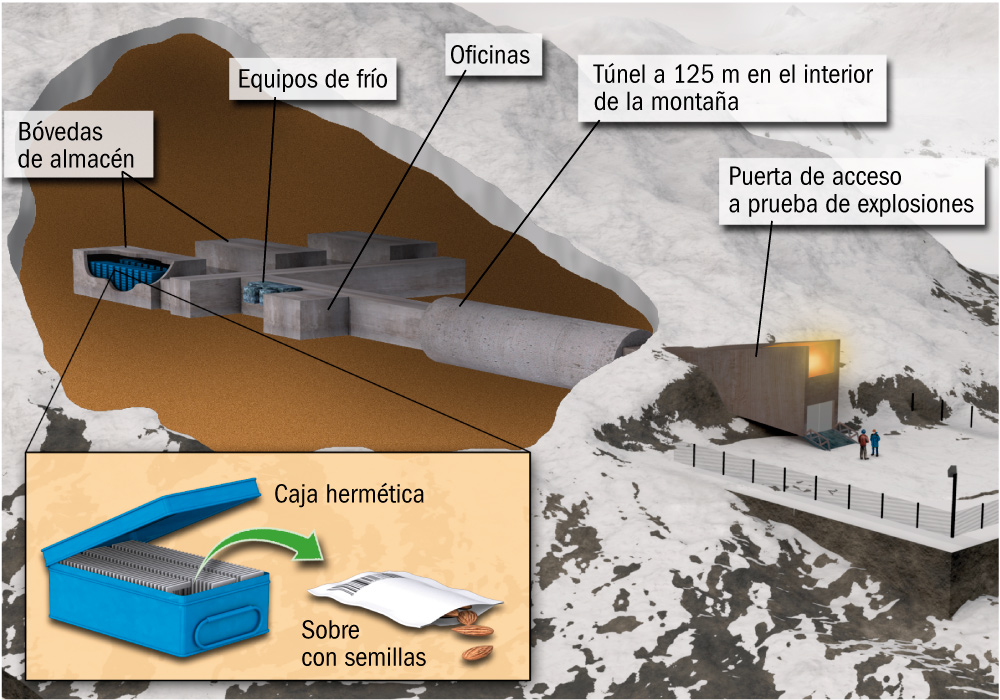 Oficinas
Equipos de frío
Túnel a 125 m en el interior
de la montaña
Bóvedas
de almacén
Puerta de acceso
a prueba de explosiones
Caja hermética
Sobre
con semillas